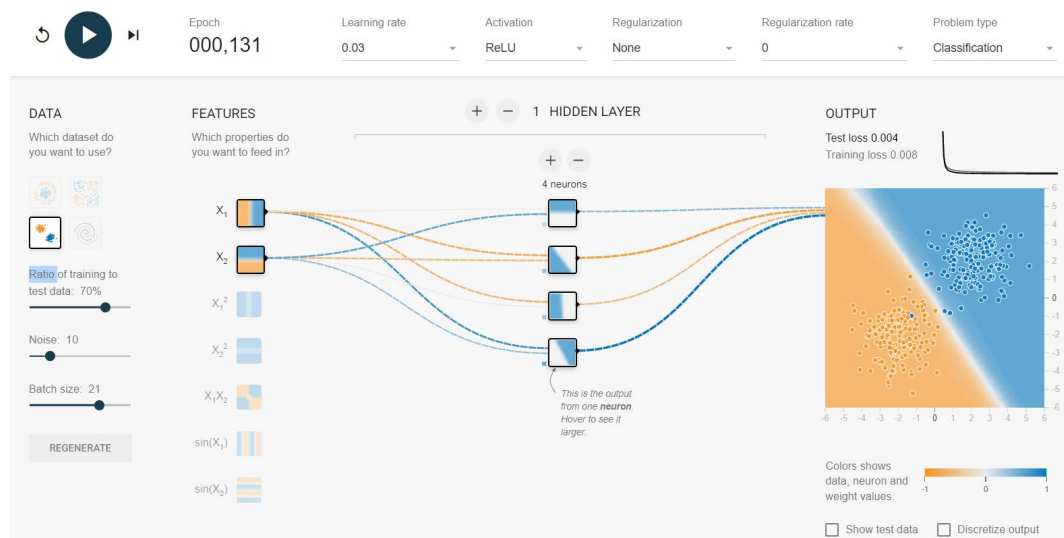 Epoch
000,131
Learning rate
0.03
Activation
ReLU
Regularization
None
Regularization rate
0
Problem type
Classification
DATA
Which dataset do
you want to use?
Ratio of training to
test data: 70%
Noise: 10
Batch size: 21
REGENERATE
FEATURES
Which properties do
you want to feed in?
X₁
X₂
X₁²
X₂²
X₁X₂
sin(X₁)
sin(X₂)
+ − 1 HIDDEN LAYER
+ −
4 neurons
This is the output
from one neuron.
Hover to see it
larger.
OUTPUT
Test loss 0.004
Training loss 0.008
6
5
4
3
2
1
0
-1
-2
-3
-4
-5
-6
-6 -5 -4 -3 -2 -1 0 1 2 3 4 5 6
Colors shows
data, neuron and
weight values.
-1 0 1
Show test data
Discretize output